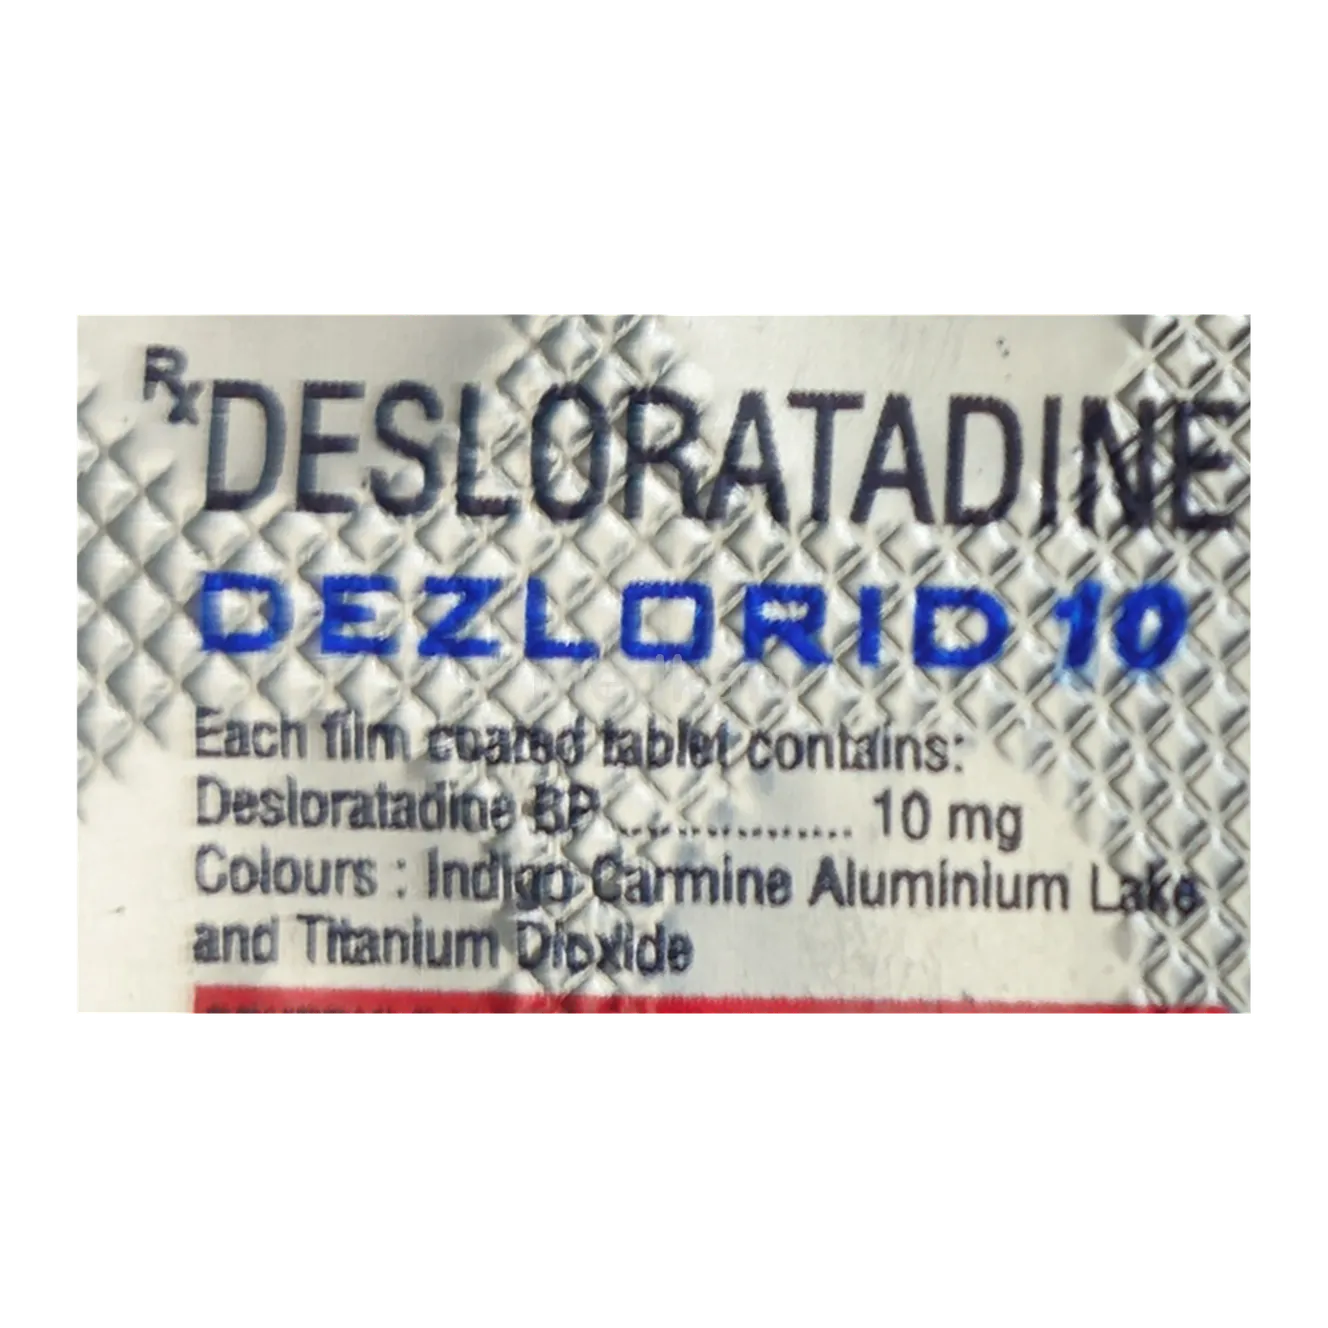 Rx DESLORATADINE
DEZLORID 10
Each film coated tablet contains:
Desloratadine BP............... 10 mg
Colours : Indigo Carmine Aluminium Lake
and Titanium Dioxide